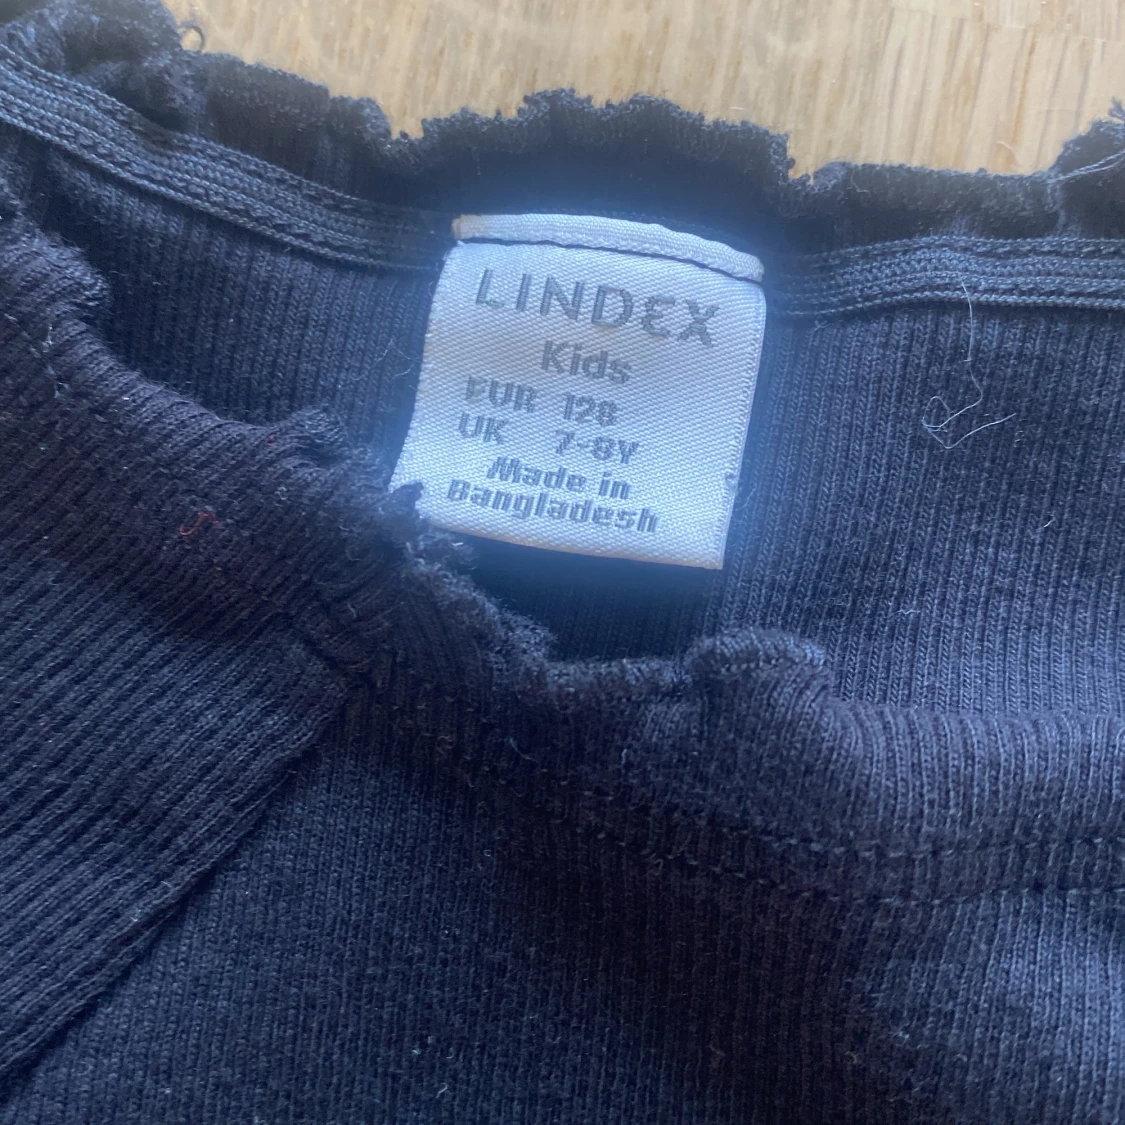 LINDEX
Kids
EUR 128
UK 7-8Y
Made in
Bangladesh